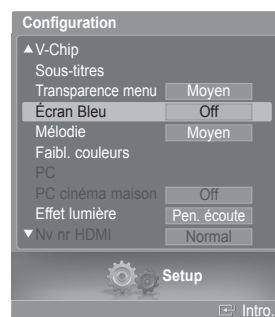 Configuration
▲V-Chip
Sous-titres
Transparence menu Moyen
Écran Bleu Off
Mélodie Moyen
Faibl. couleurs
PC
PC cinéma maison Off
Effet lumière Pen. écoute
▼Nv nr HDMI Normal
Setup
Intro.